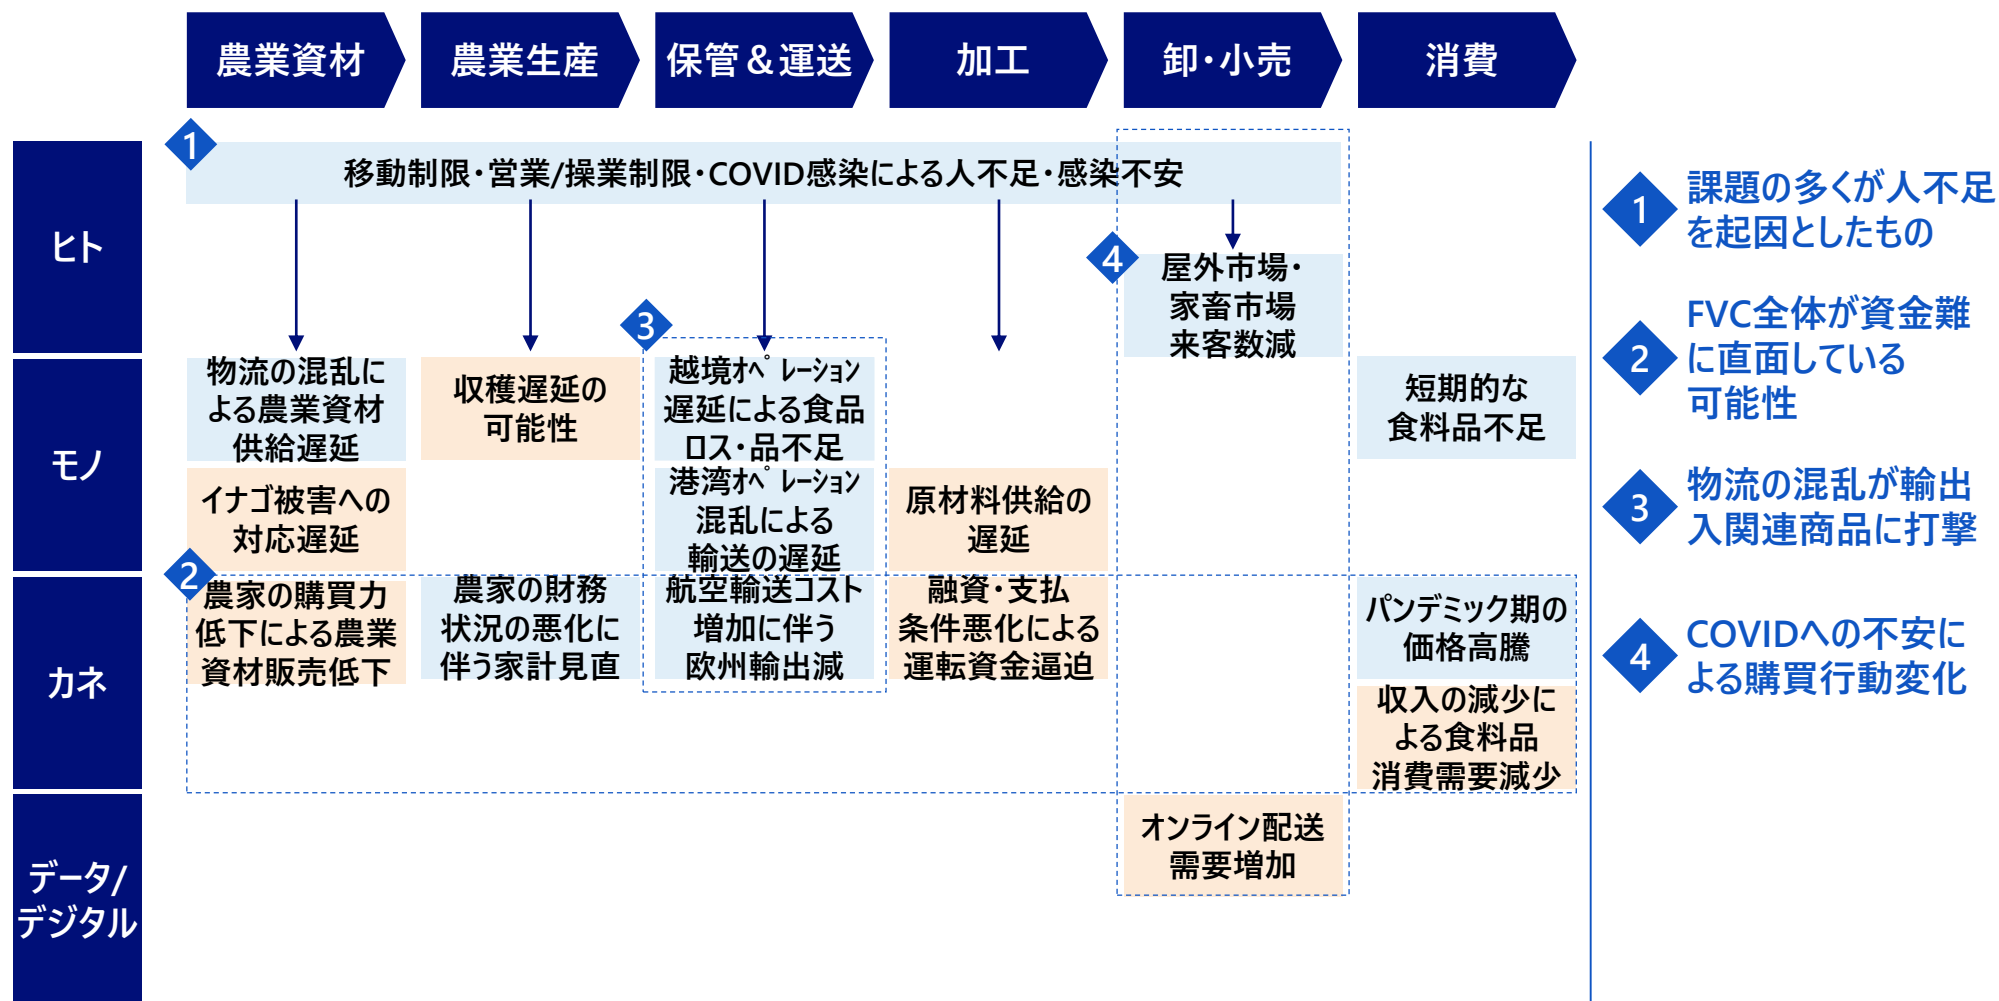 農業資材
農業生産
保管＆運送
加工
卸・小売
消費
ヒト
モノ
カネ
データ/
デジタル
1
移動制限・営業/操業制限・COVID感染による人不足・感染不安
4
屋外市場・
家畜市場
来客数減
3
物流の混乱に
よる農業資材
供給遅延
収穫遅延の
可能性
越境ｵﾍﾟﾚｰｼｮﾝ
遅延による食品
ロス・品不足
短期的な
食料品不足
イナゴ被害への
対応遅延
港湾ｵﾍﾟﾚｰｼｮﾝ
混乱による
輸送の遅延
原材料供給の
遅延
2
農家の購買力
低下による農業
資材販売低下
農家の財務
状況の悪化に
伴う家計見直
航空輸送コスト
増加に伴う
欧州輸出減
融資・支払
条件悪化による
運転資金逼迫
パンデミック期の
価格高騰
収入の減少に
よる食料品
消費需要減少
オンライン配送
需要増加
1
課題の多くが人不足
を起因としたもの
2
FVC全体が資金難
に直面している
可能性
3
物流の混乱が輸出
入関連商品に打撃
4
COVIDへの不安に
よる購買行動変化